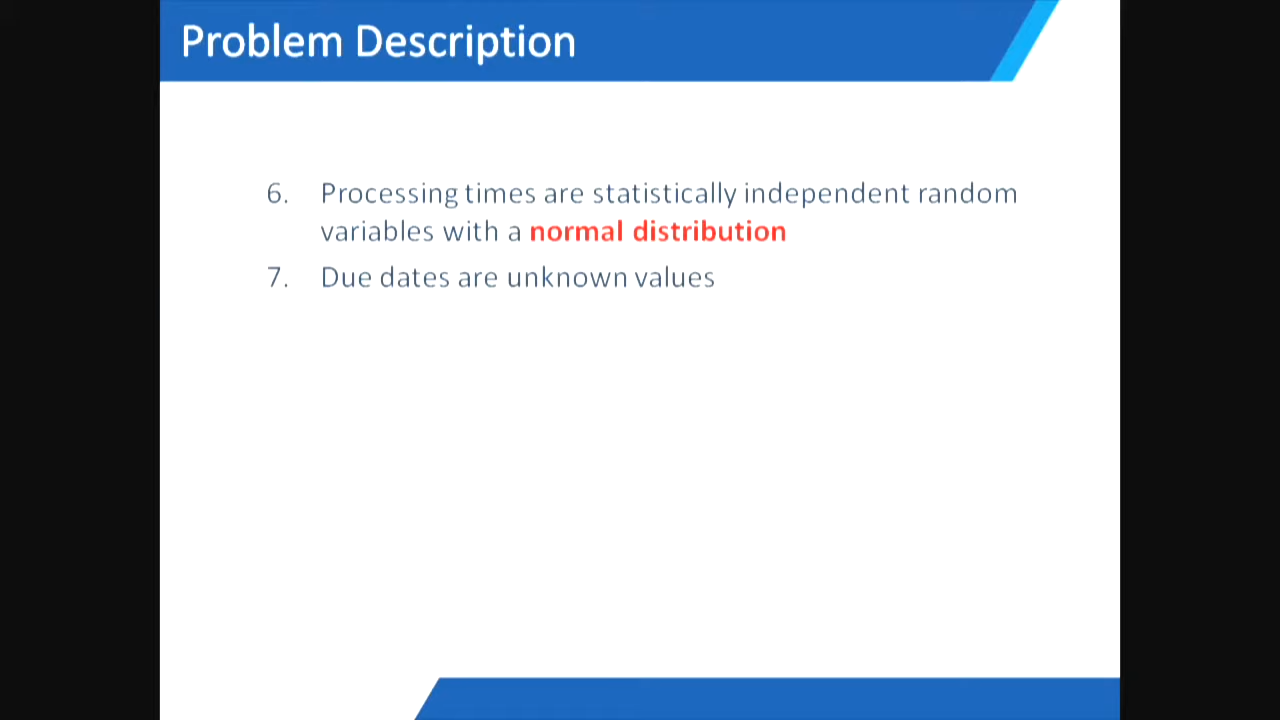 Problem Description
6. Processing times are statistically independent random
variables with a normal distribution
7. Due dates are unknown values